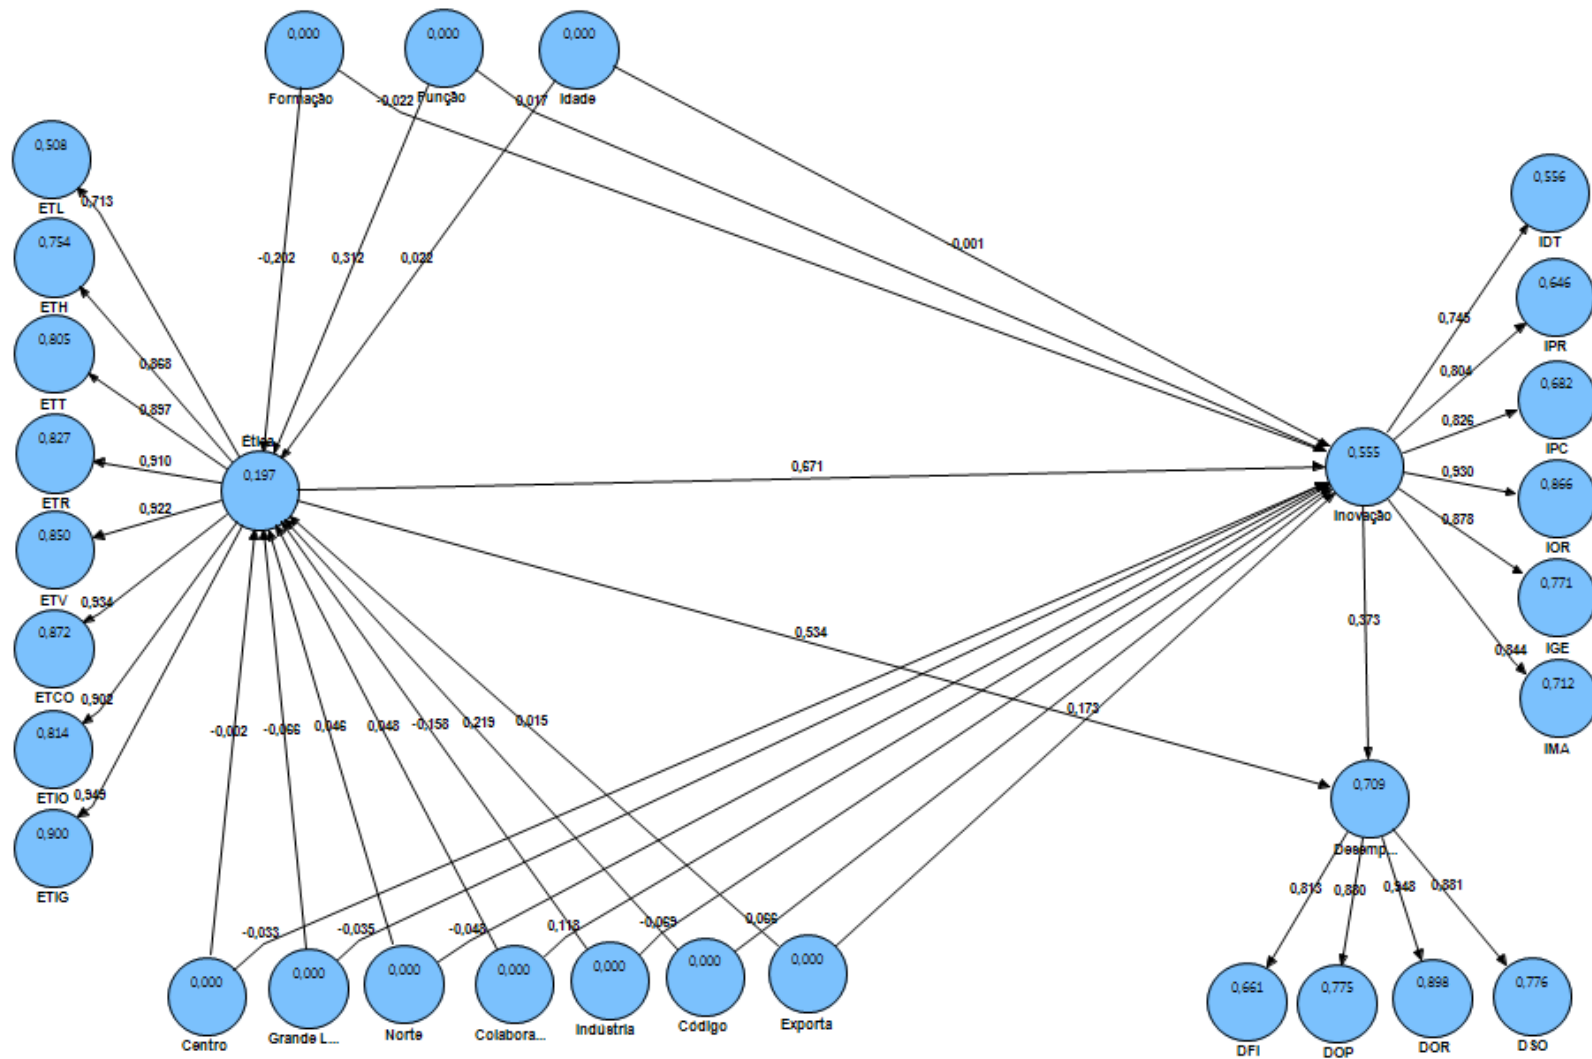 0,000
0,000
0,000
Formação
Função
Idade
-0,022
0,017
0,508
ETL
0,713
0,754
ETH
0,868
0,805
ETT
0,897
0,827
ETR
0,910
0,850
ETV
0,922
0,872
ETCO
0,934
0,814
ETIO
0,902
0,900
ETIG
0,949
-0,202
0,312
0,022
-0,001
Ética
0,197
0,671
0,534
0,555
Inovação
0,745
0,804
0,826
0,930
0,878
0,844
0,556
IDT
0,646
IPR
0,682
IPC
0,866
IOR
0,771
IGE
0,712
IMA
0,373
0,173
-0,002
-0,066
0,046
0,048
-0,158
0,219
0,015
-0,033
-0,035
-0,048
0,118
-0,069
0,066
0,000
Centro
0,000
Grande L...
0,000
Norte
0,000
Colabora...
0,000
Indústria
0,000
Código
0,000
Exporta
0,709
Desemp...
0,813
0,880
0,948
0,881
0,661
DFI
0,775
DOP
0,898
DOR
0,776
DSO